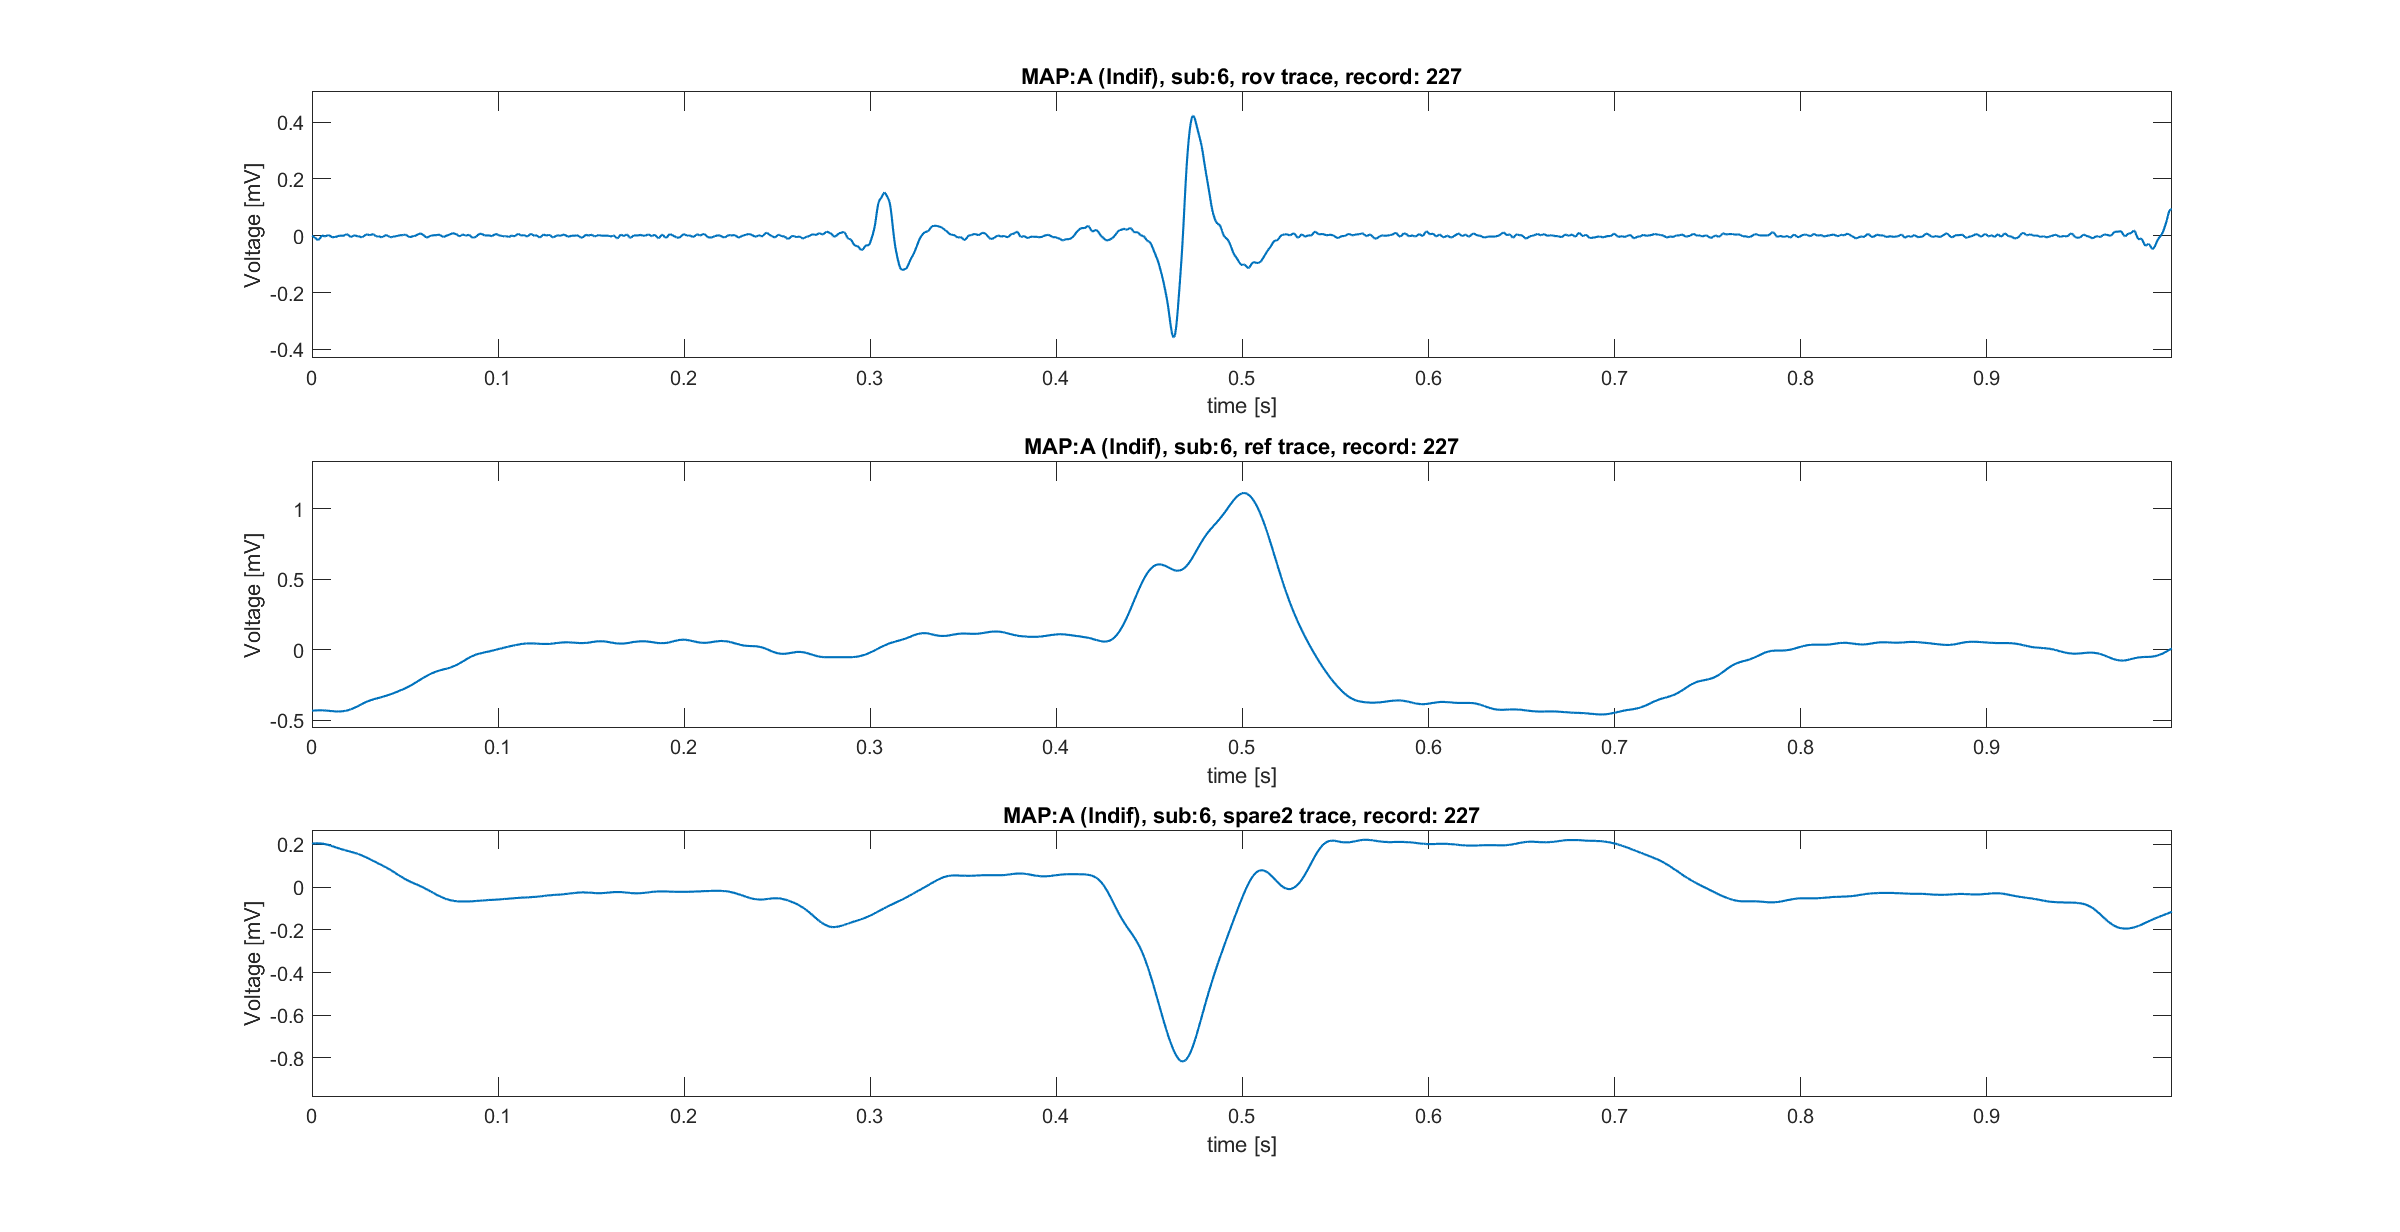 MAP:A (Indif), sub:6, rov trace, record: 227
Voltage [mV]
0.4
0.2
0
-0.2
-0.4
0 0.1 0.2 0.3 0.4 0.5 0.6 0.7 0.8 0.9
time [s]
MAP:A (Indif), sub:6, ref trace, record: 227
Voltage [mV]
1
0.5
0
-0.5
0 0.1 0.2 0.3 0.4 0.5 0.6 0.7 0.8 0.9
time [s]
MAP:A (Indif), sub:6, spare2 trace, record: 227
Voltage [mV]
0.2
0
-0.2
-0.4
-0.6
-0.8
0 0.1 0.2 0.3 0.4 0.5 0.6 0.7 0.8 0.9
time [s]